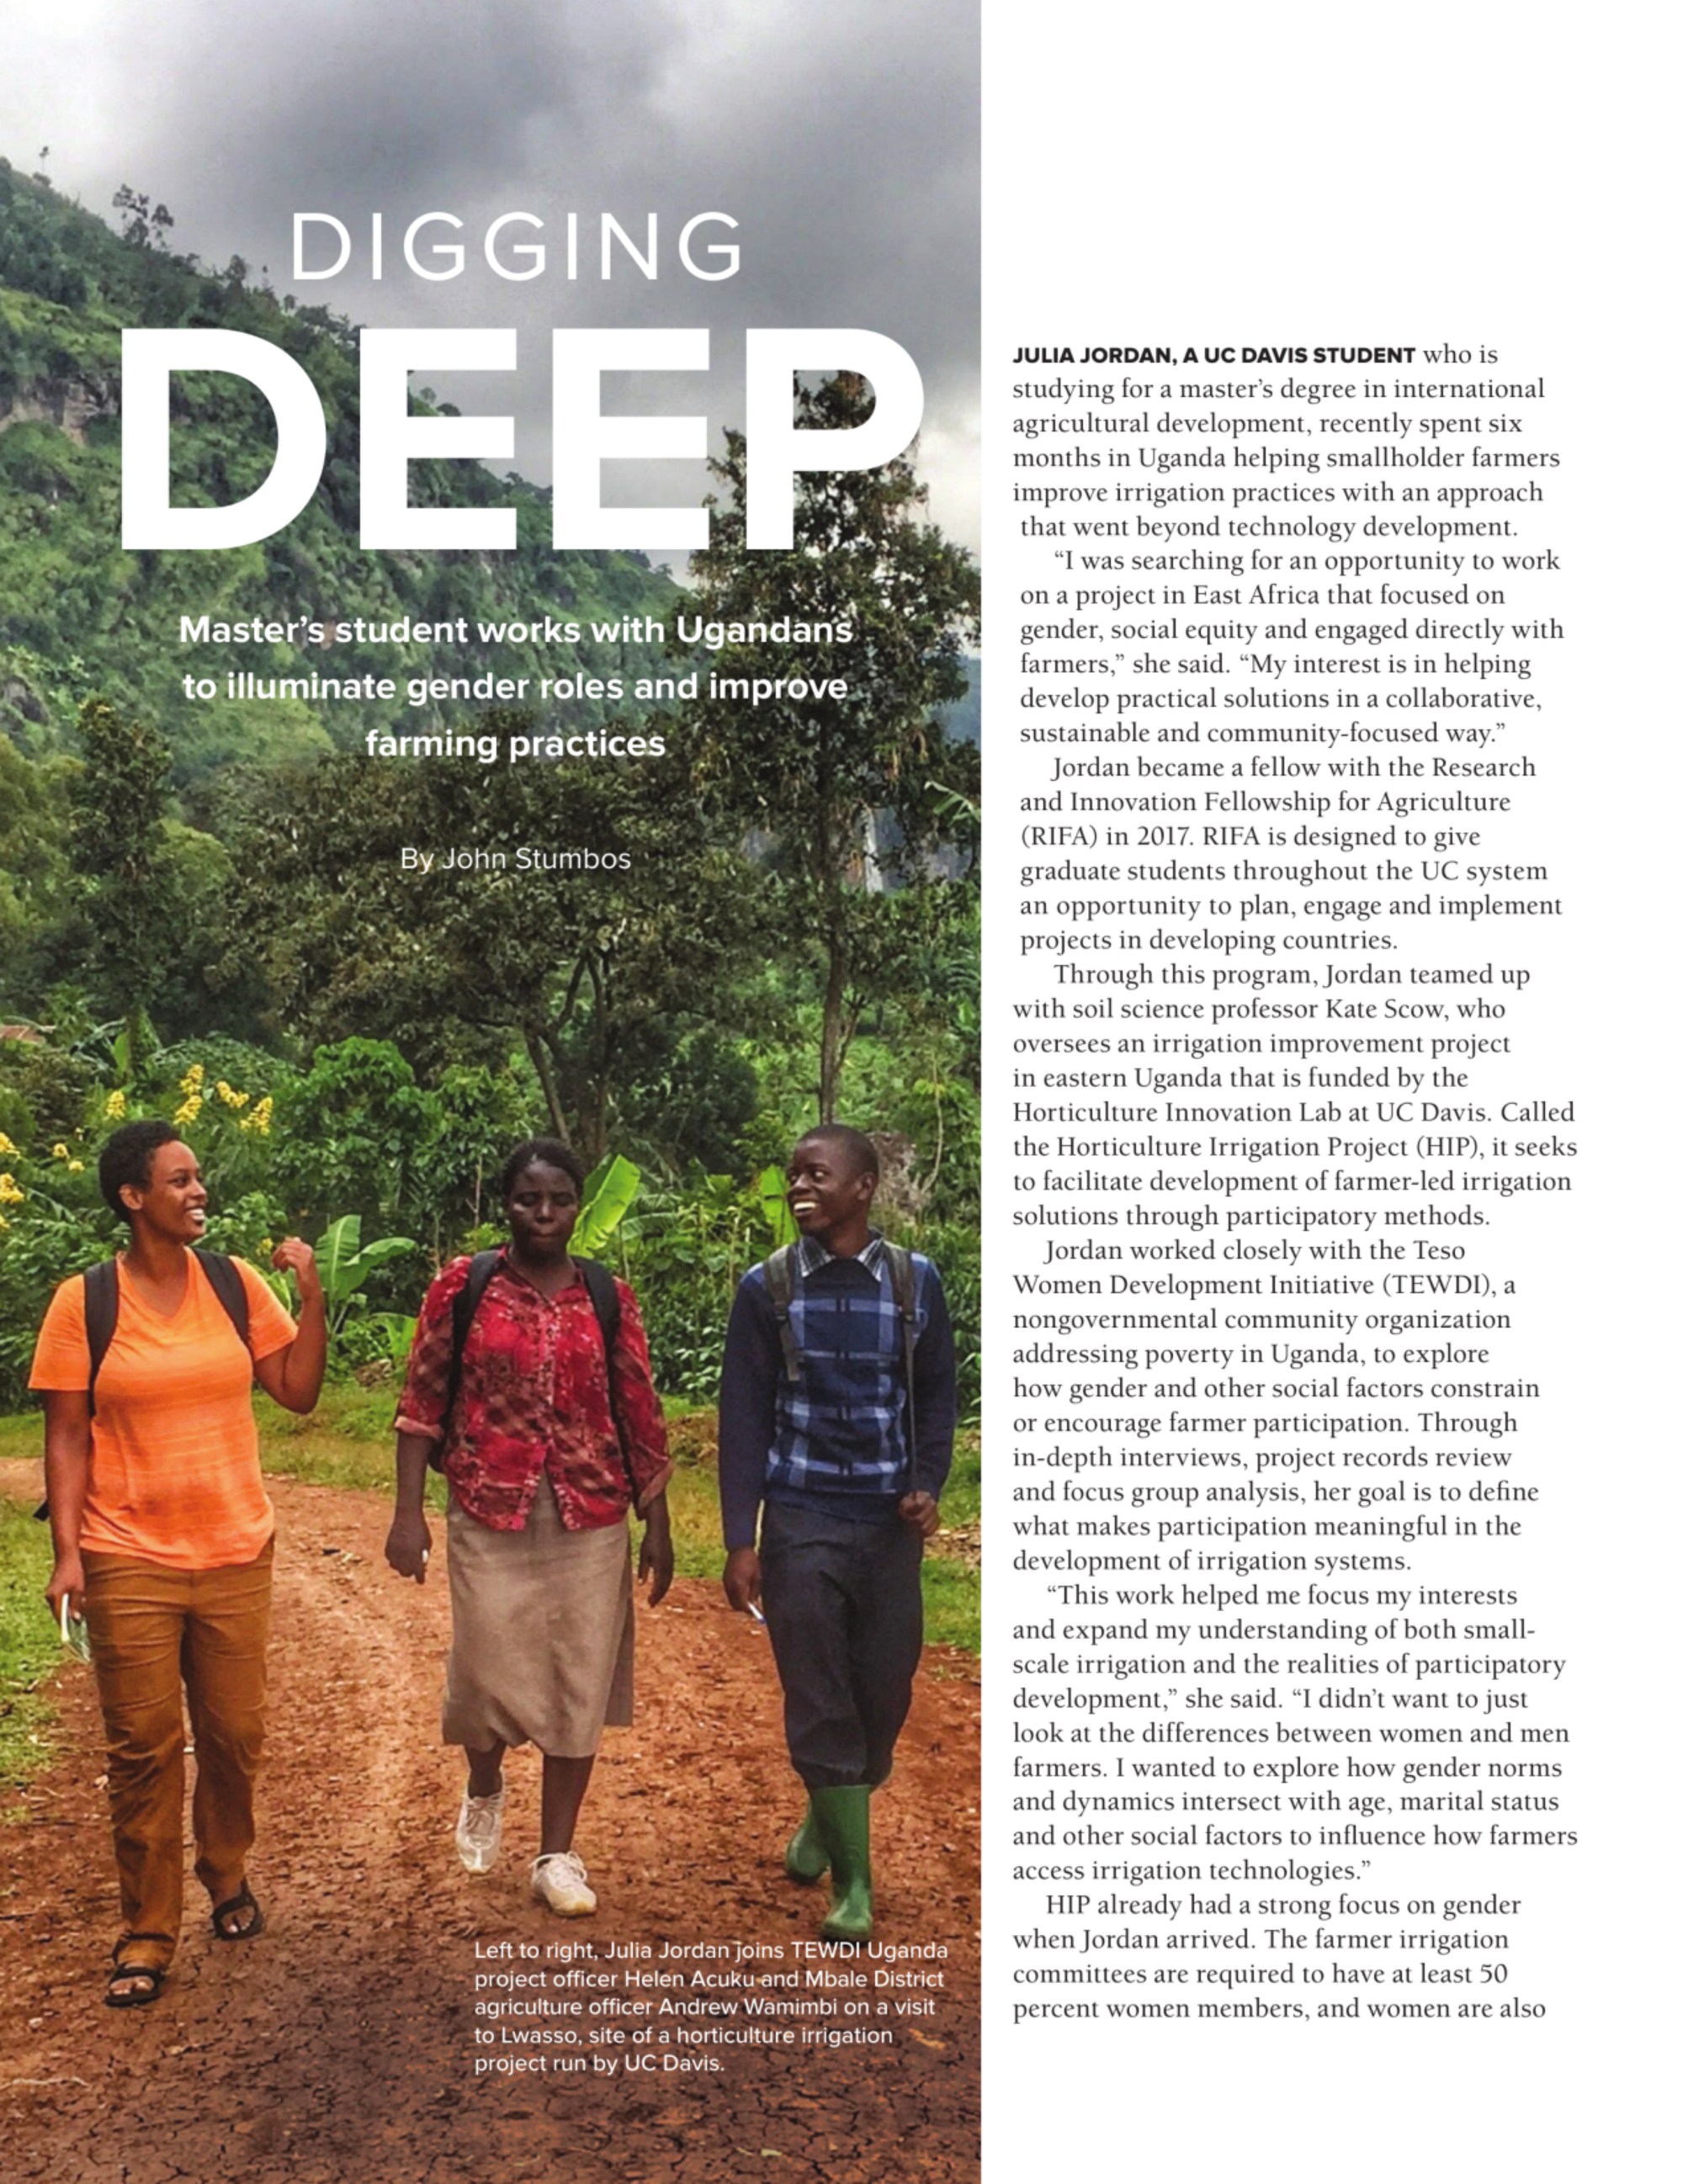 DIGGING
DEEP
Master's student works with Ugandans
to illuminate gender roles and improve
farming practices
By John Stumbos
Left to right, Julia Jordan joins TEWDI Uganda
project officer Helen Acuku and Mbale District
agriculture officer Andrew Wamimbi on a visit
to Lwasso, site of a horticulture irrigation
project run by UC Davis.
JULIA JORDAN, A UC DAVIS STUDENT who is
studying for a master's degree in international
agricultural development, recently spent six
months in Uganda helping smallholder farmers
improve irrigation practices with an approach
that went beyond technology development.
“I was searching for an opportunity to work
on a project in East Africa that focused on
gender, social equity and engaged directly with
farmers,” she said. “My interest is in helping
develop practical solutions in a collaborative,
sustainable and community-focused way.”
Jordan became a fellow with the Research
and Innovation Fellowship for Agriculture
(RIFA) in 2017. RIFA is designed to give
graduate students throughout the UC system
an opportunity to plan, engage and implement
projects in developing countries.
Through this program, Jordan teamed up
with soil science professor Kate Scow, who
oversees an irrigation improvement project
in eastern Uganda that is funded by the
Horticulture Innovation Lab at UC Davis. Called
the Horticulture Irrigation Project (HIP), it seeks
to facilitate development of farmer-led irrigation
solutions through participatory methods.
Jordan worked closely with the Teso
Women Development Initiative (TEWDI), a
nongovernmental community organization
addressing poverty in Uganda, to explore
how gender and other social factors constrain
or encourage farmer participation. Through
in-depth interviews, project records review
and focus group analysis, her goal is to define
what makes participation meaningful in the
development of irrigation systems.
“This work helped me focus my interests
and expand my understanding of both small-
scale irrigation and the realities of participatory
development,” she said. “I didn’t want to just
look at the differences between women and men
farmers. I wanted to explore how gender norms
and dynamics intersect with age, marital status
and other social factors to influence how farmers
access irrigation technologies.”
HIP already had a strong focus on gender
when Jordan arrived. The farmer irrigation
committees are required to have at least 50
percent women members, and women are also